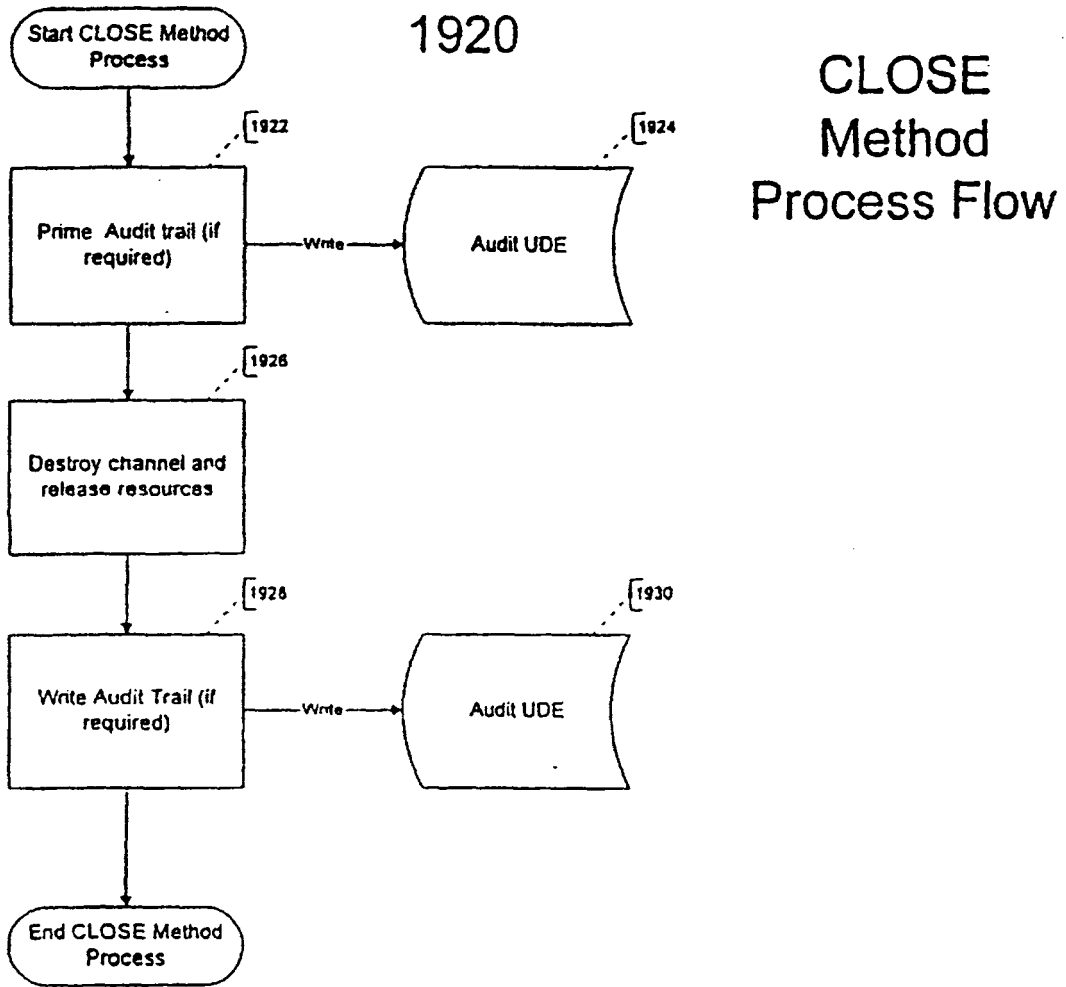 Start CLOSE Method
Process
1920
CLOSE
Method
Process Flow
1922
1924
Prime Audit trail (if
required)
Write
Audit UDE
1926
Destroy channel and
release resources
1928
1930
Write Audit Trail (if
required)
Write
Audit UDE
End CLOSE Method
Process